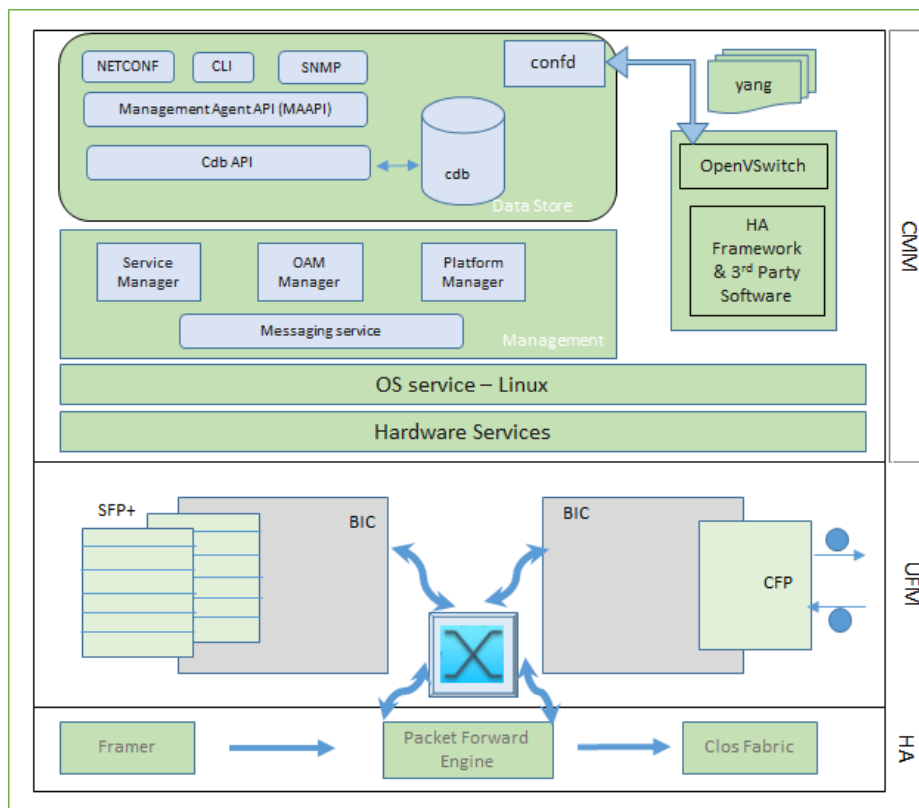 NETCONF
CLI
SNMP
confd
yang
Management Agent API (MAAPI)
Cdb API
cdb
Data Store
OpenVSwitch
HA
Framework
& 3rd Party
Software
CMM
Service
Manager
OAM
Manager
Platform
Manager
Messaging service
Management
OS service – Linux
Hardware Services
SFP+
BIC
BIC
CFP
UFM
Framer
Packet Forward
Engine
Clos Fabric
HA